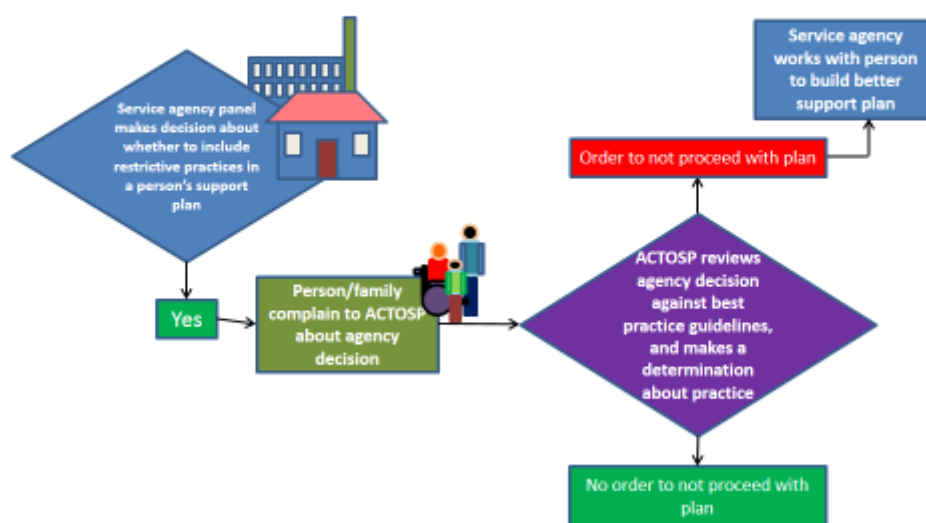 Service agency panel
makes decision about
whether to include
restrictive practices in
a person's support
plan
Yes
Person/family
complain to ACTOSP
about agency
decision
ACTOSP reviews
agency decision
against best
practice guidelines,
and makes a
determination
about practice
Order to not proceed with plan
Service agency
works with person
to build better
support plan
No order to not proceed with
plan